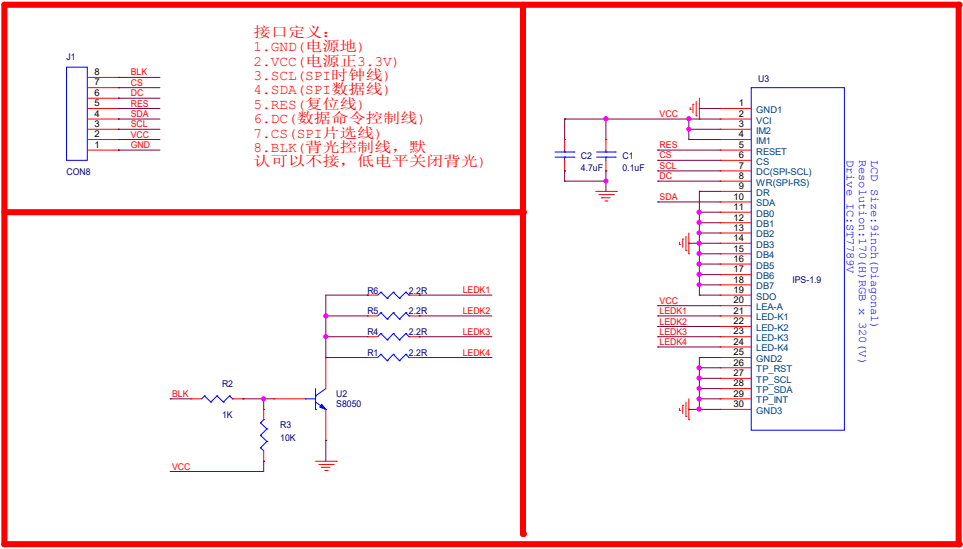 接口定义:
1.GND(电源地)
2.VCC(电源正3.3V)
3.SCL(SPI时钟线)
4.SDA(SPI数据线)
5.RES(复位线)
6.DC(数据命令控制线)
7.CS(SPI片选线)
8.BLK(背光控制线, 默
认可以不接, 低电平关闭背光)
J1
8 BLK
7 CS
6 DC
5 RES
4 SDA
3 SCL
2 VCC
1 GND
CON8
R6 2.2R LEDK1
R5 2.2R LEDK2
R4 2.2R LEDK3
R1 2.2R LEDK4
BLK
R2
1K
U2
S8050
R3
10K
VCC
U3
VCC
C2
4.7uF
C1
0.1uF
1 GND1
2 VCI
3 IM2
4 IM1
RES 5 RESET
CS 6 CS
SCL 7 DC(SPI-SCL)
DC 8 WR(SPI-RS)
9 DR
SDA 10 SDA
11 DB0
12 DB1
13 DB2
14 DB3
15 DB4
16 DB5
17 DB6
18 DB7
19 SDO
VCC 20 LEA-A
LEDK1 21 LED-K1
LEDK2 22 LED-K2
LEDK3 23 LED-K3
LEDK4 24 LED-K4
25 GND2
26 TP_RST
27 TP_SCL
28 TP_SDA
29 TP_INT
30 GND3
IPS-1.9
LCD Size:9inch(Diagonal)
Resolution:170(H)RGB x 320(V)
Drive IC:ST7789V